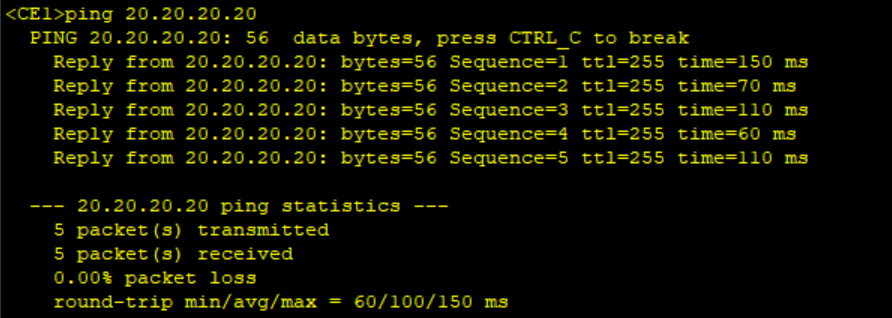 <CE1>ping 20.20.20.20
PING 20.20.20.20: 56  data bytes, press CTRL_C to break
Reply from 20.20.20.20: bytes=56 Sequence=1 ttl=255 time=150 ms
Reply from 20.20.20.20: bytes=56 Sequence=2 ttl=255 time=70 ms
Reply from 20.20.20.20: bytes=56 Sequence=3 ttl=255 time=110 ms
Reply from 20.20.20.20: bytes=56 Sequence=4 ttl=255 time=60 ms
Reply from 20.20.20.20: bytes=56 Sequence=5 ttl=255 time=110 ms
--- 20.20.20.20 ping statistics ---
5 packet(s) transmitted
5 packet(s) received
0.00% packet loss
round-trip min/avg/max = 60/100/150 ms